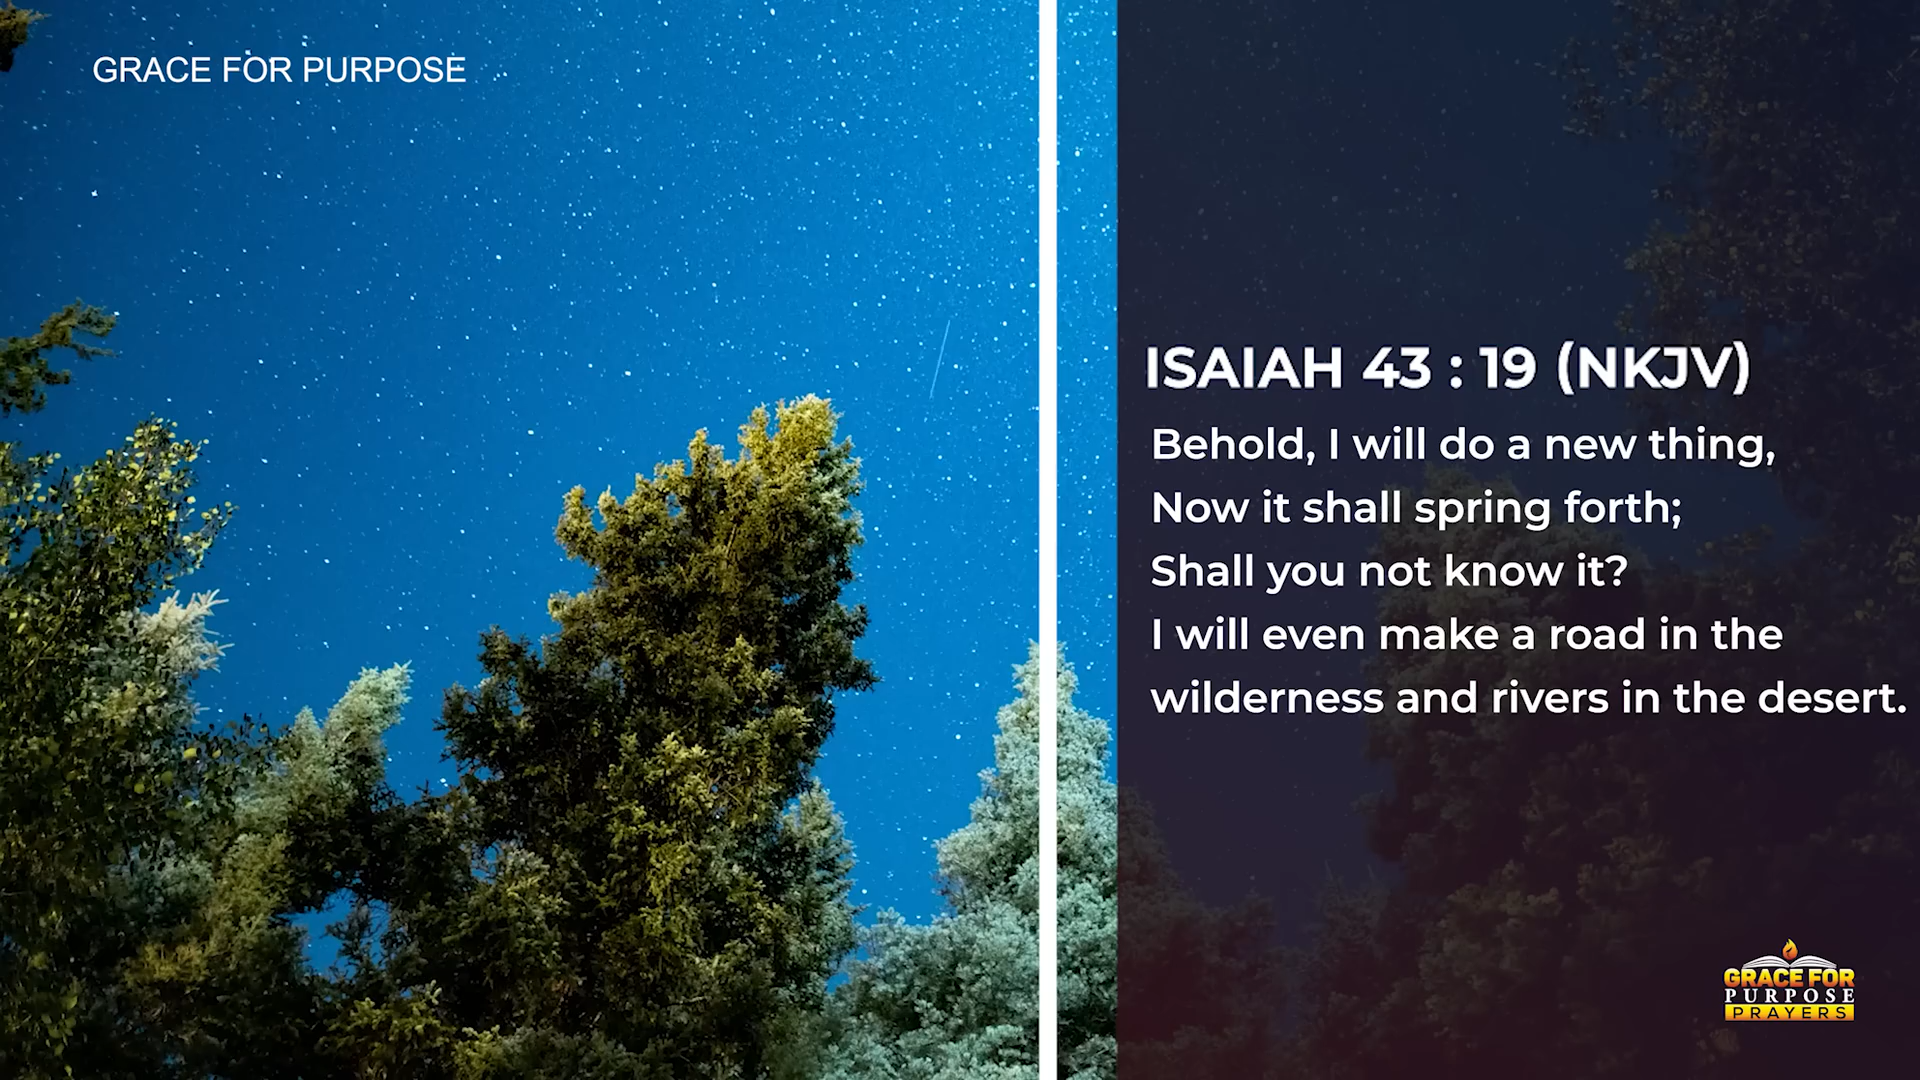 GRACE FOR PURPOSE
ISAIAH 43 : 19 (NKJV)
Behold, I will do a new thing,
Now it shall spring forth;
Shall you not know it?
I will even make a road in the
wilderness and rivers in the desert.
GRACE FOR
PURPOSE
PRAYERS